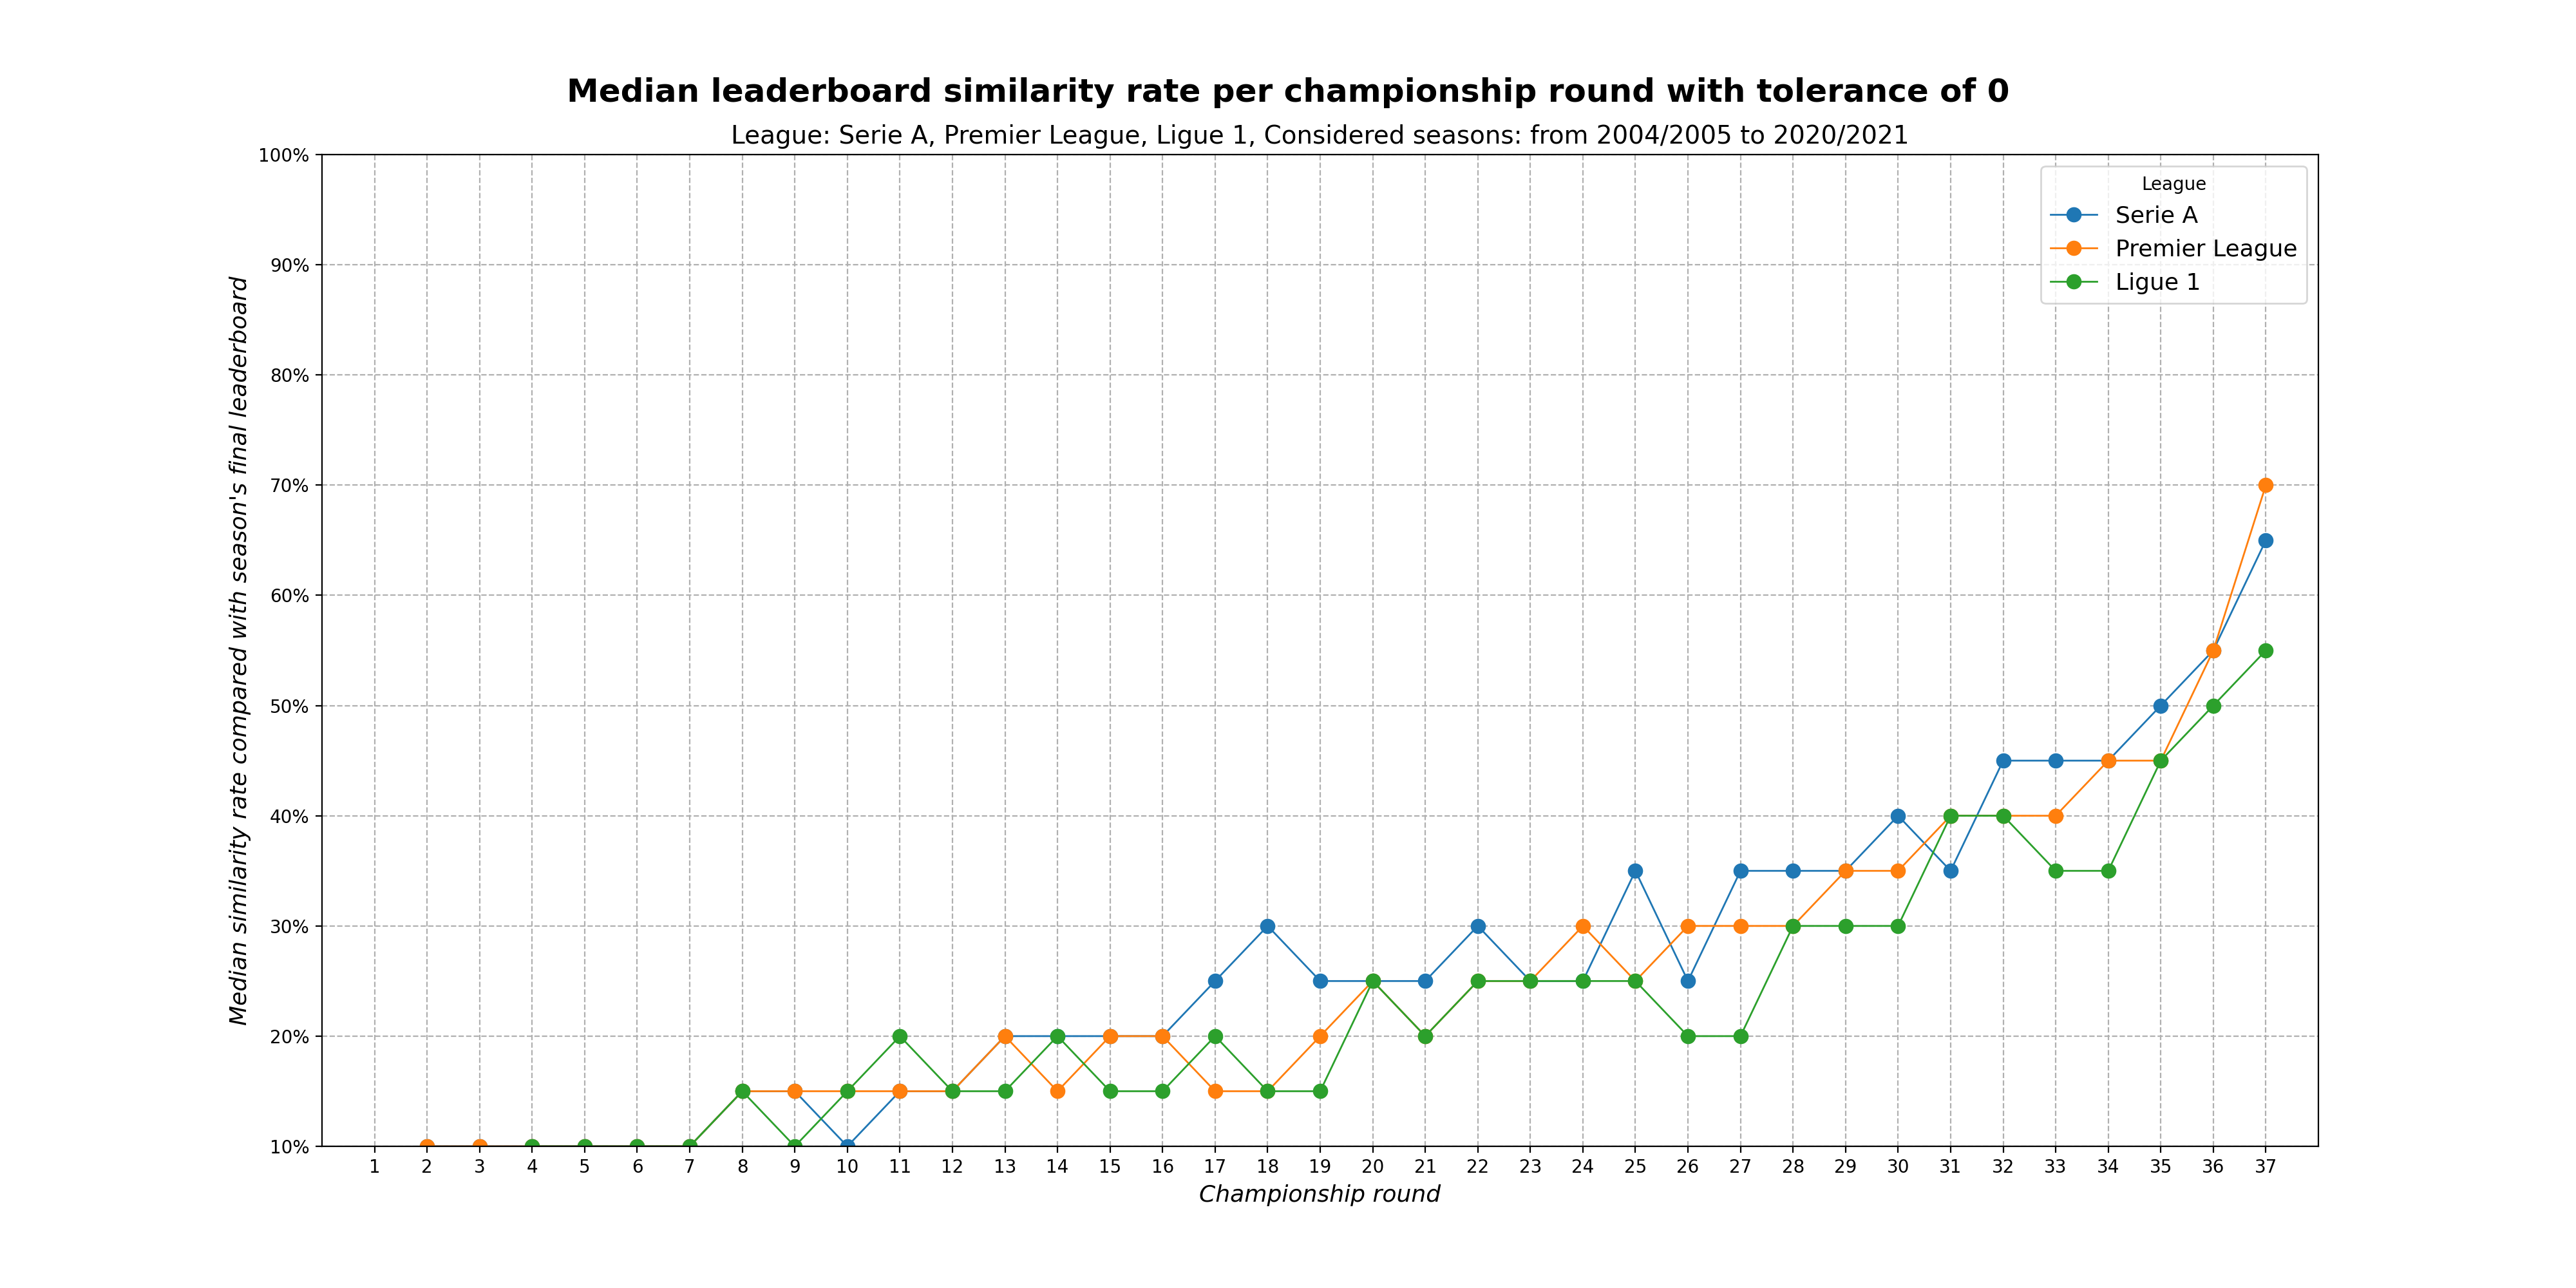 Median leaderboard similarity rate per championship round with tolerance of 0
League: Serie A, Premier League, Ligue 1, Considered seasons: from 2004/2005 to 2020/2021
Median similarity rate compared with season's final leaderboard
100%
90%
80%
70%
60%
50%
40%
30%
20%
10%
League
Serie A
Premier League
Ligue 1
1 2 3 4 5 6 7 8 9 10 11 12 13 14 15 16 17 18 19 20 21 22 23 24 25 26 27 28 29 30 31 32 33 34 35 36 37
Championship round